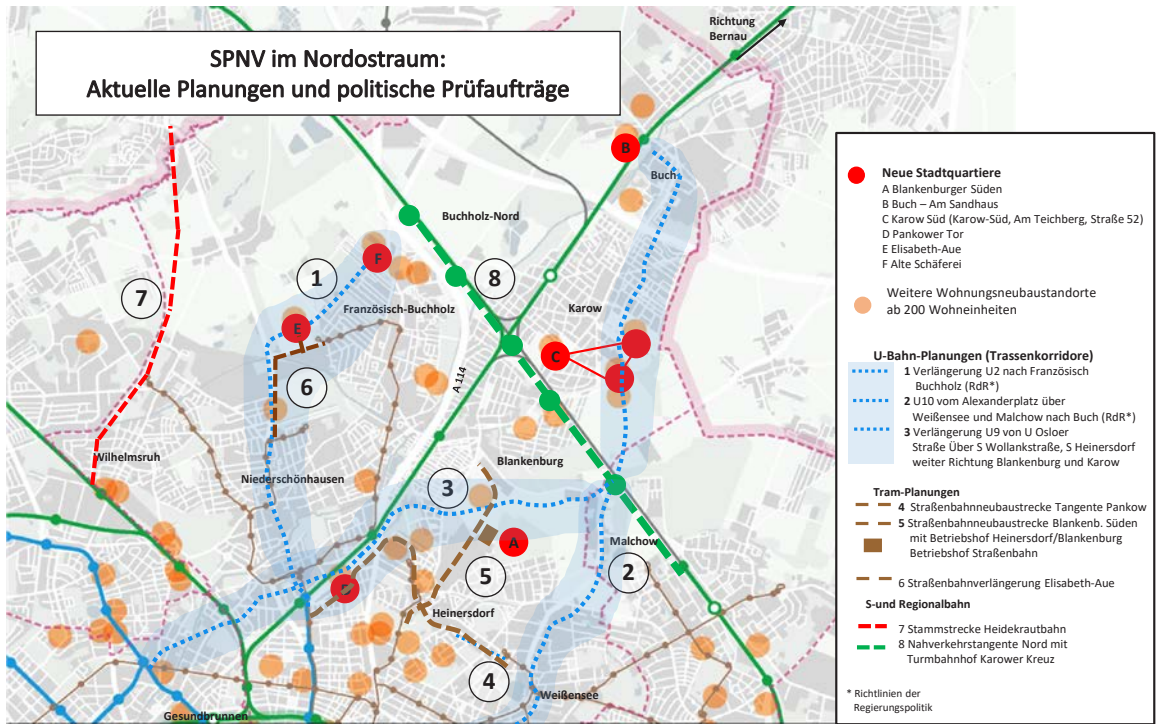 SPNV im Nordostraum:
Aktuelle Planungen und politische Prüfaufträge
Richtung
Bernau
B
Buch
Buchholz-Nord
F
1
8
7
Französisch-Buchholz
Karow
E
C
A 114
6
Wilhelmsruh
Blankenburg
Niederschönhausen
3
A
Malchow
5
2
D
Heinersdorf
4
Weißensee
Gesundbrunnen
Neue Stadtquartiere
A Blankenburger Süden
B Buch – Am Sandhaus
C Karow Süd (Karow-Süd, Am Teichberg, Straße 52)
D Pankower Tor
E Elisabeth-Aue
F Alte Schäferei
Weitere Wohnungsneubaustandorte
ab 200 Wohneinheiten
U-Bahn-Planungen (Trassenkorridore)
1 Verlängerung U2 nach Französisch
Buchholz (RdR*)
2 U10 vom Alexanderplatz über
Weißensee und Malchow nach Buch (RdR*)
3 Verlängerung U9 von U Osloer
Straße Über S Wollankstraße, S Heinersdorf
weiter Richtung Blankenburg und Karow
Tram-Planungen
4 Straßenbahnneubaustrecke Tangente Pankow
5 Straßenbahnneubaustrecke Blankenb. Süden
mit Betriebshof Heinersdorf/Blankenburg
Betriebshof Straßenbahn
6 Straßenbahnverlängerung Elisabeth-Aue
S-und Regionalbahn
7 Stammstrecke Heidekrautbahn
8 Nahverkehrstangente Nord mit
Turmbahnhof Karower Kreuz
* Richtlinien der
Regierungspolitik